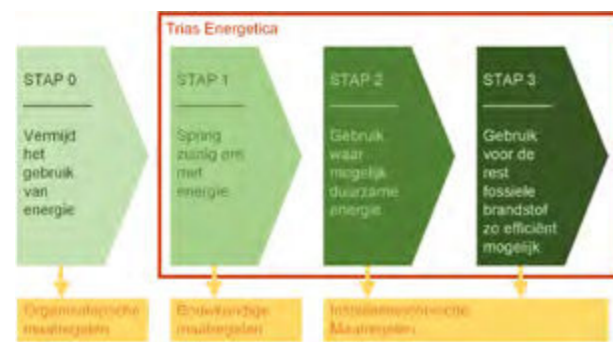 Trias Energetica
STAP 0
Vermijd
het
gebruik
van
energie
STAP 1
Spring
zuinig om
met
energie
STAP 2
Gebruik
waar
mogelijk
duurzame
energie
STAP 3
Gebruik
voor de
rest
fossiele
brandstof
zo efficiënt
mogelijk
Organisatorische
maatregelen
Bouwkundige
maatregelen
Maatregelen